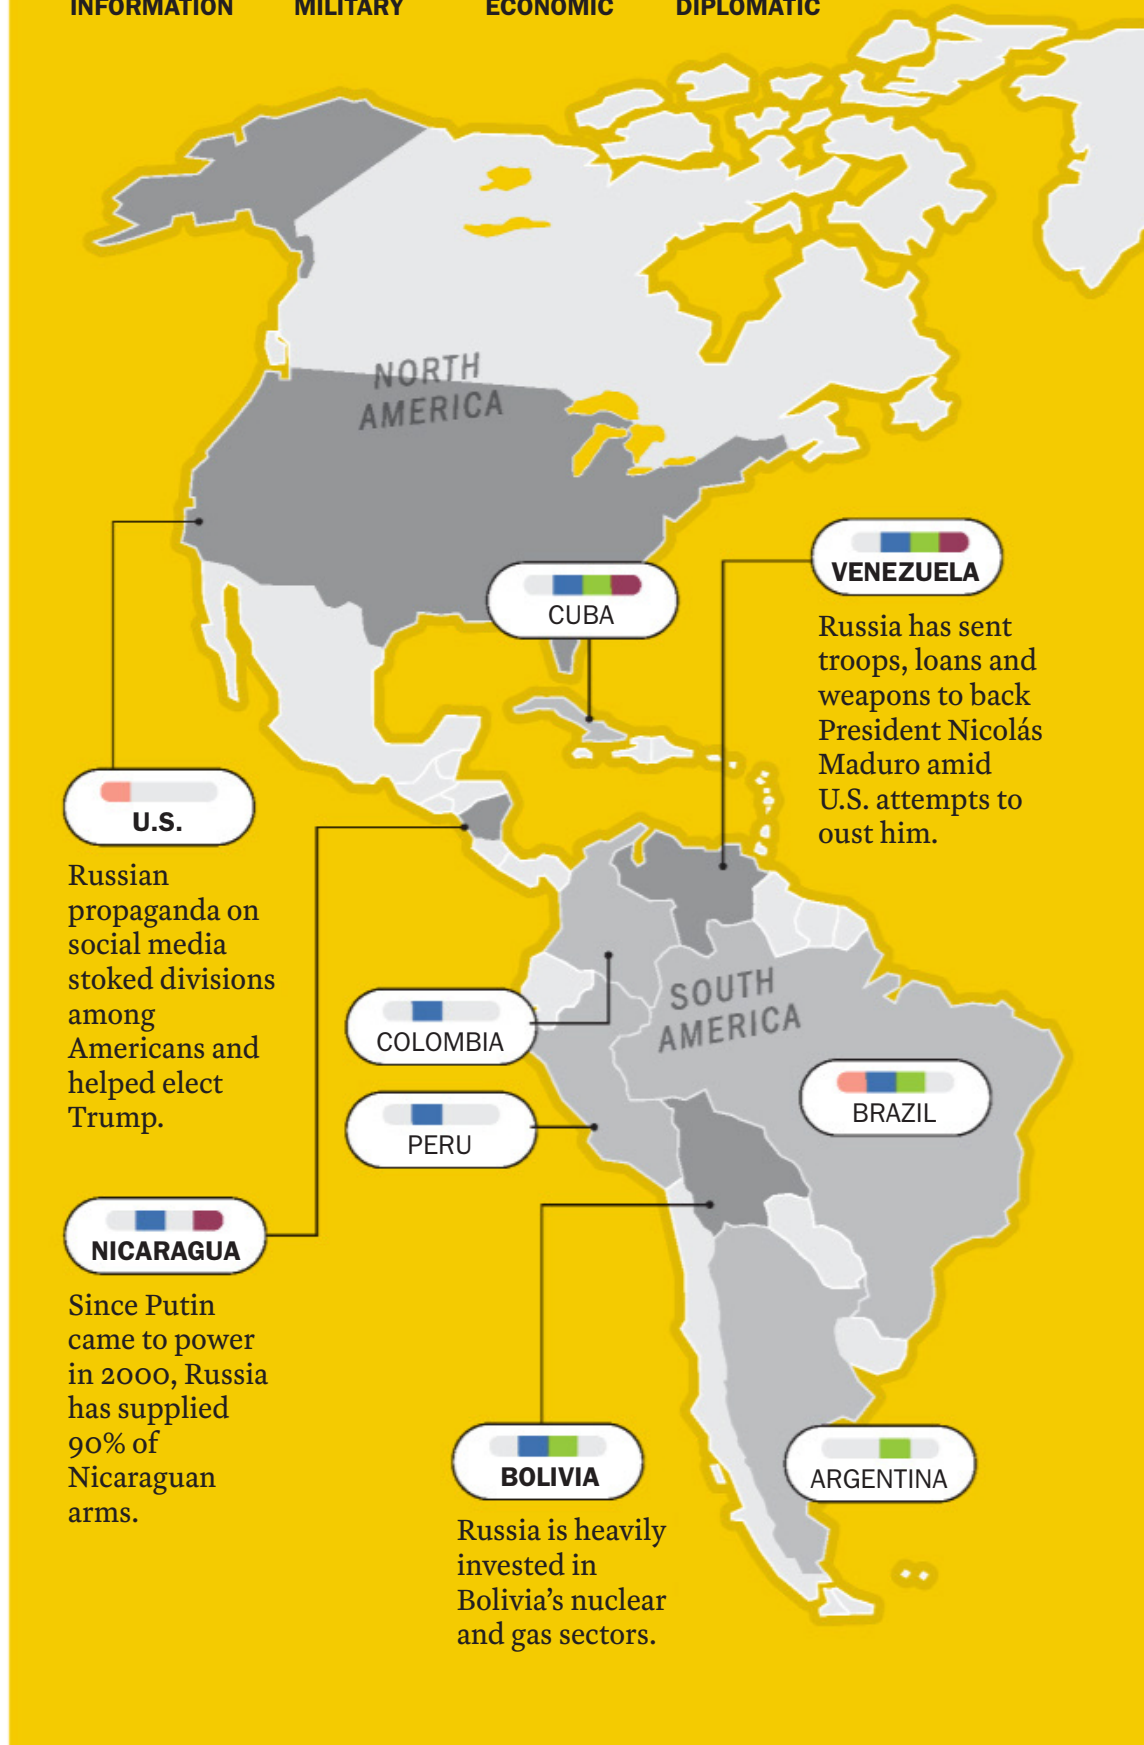 INFORMATION MILITARY ECONOMIC DIPLOMATIC
NORTH
AMERICA
VENEZUELA
Russia has sent
troops, loans and
weapons to back
President Nicolás
Maduro amid
U.S. attempts to
oust him.
CUBA
U.S.
Russian
propaganda on
social media
stoked divisions
among
Americans and
helped elect
Trump.
SOUTH
AMERICA
COLOMBIA
PERU
BRAZIL
NICARAGUA
Since Putin
came to power
in 2000, Russia
has supplied
90% of
Nicaraguan
arms.
BOLIVIA
Russia is heavily
invested in
Bolivia’s nuclear
and gas sectors.
ARGENTINA